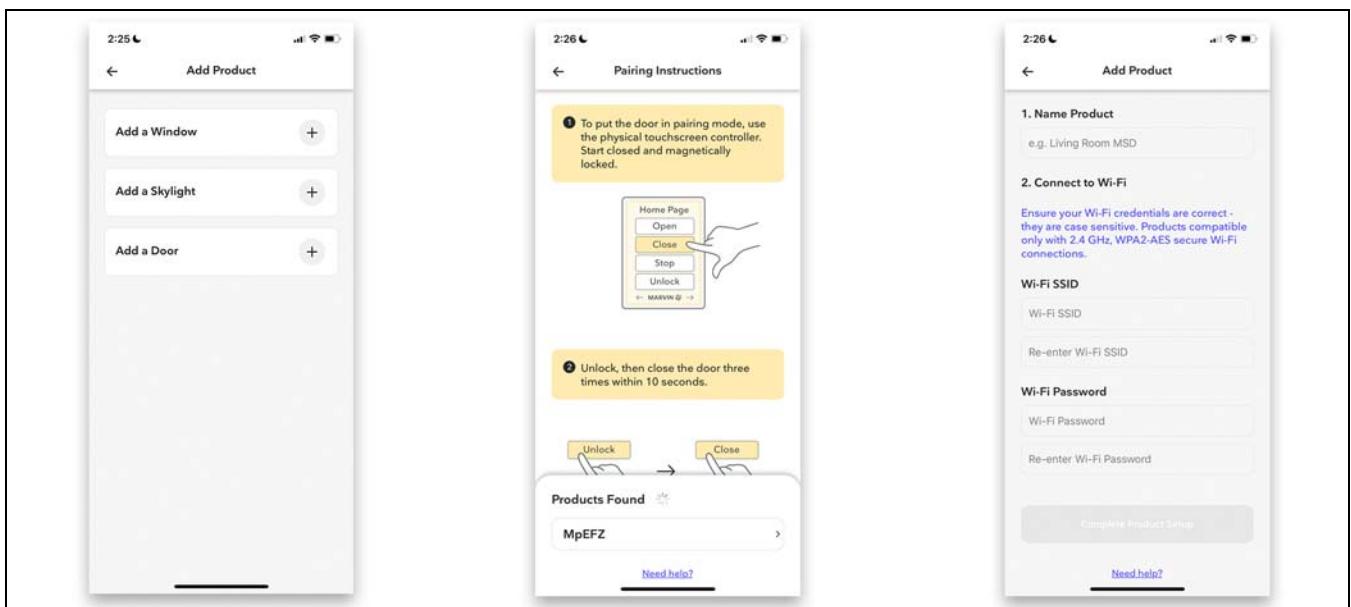 2:25
Add Product
Add a Window
Add a Skylight
Add a Door
2:26
Pairing Instructions
1 To put the door in pairing mode, use
the physical touchscreen controller.
Start closed and magnetically
locked.
Home Page
Open
Close
Stop
Unlock
MARVIN
2 Unlock, then close the door three
times within 10 seconds.
Unlock
Close
Products Found
MpEFZ
Need help?
2:26
Add Product
1. Name Product
e.g. Living Room MSD
2. Connect to Wi-Fi
Ensure your Wi-Fi credentials are correct -
they are case sensitive. Products compatible
only with 2.4 GHz, WPA2-AES secure Wi-Fi
connections.
Wi-Fi SSID
Wi-Fi SSID
Re-enter Wi-Fi SSID
Wi-Fi Password
Wi-Fi Password
Re-enter Wi-Fi Password
Complete Product Setup
Need help?